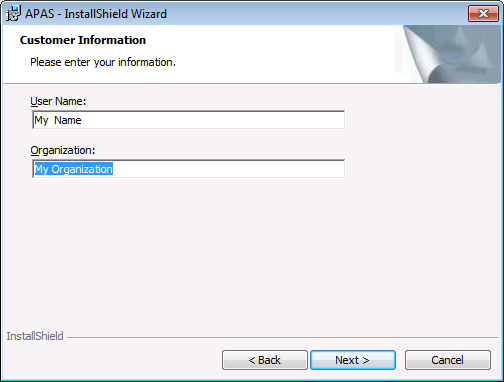 APAS - InstallShield Wizard
Customer Information
Please enter your information.
User Name:
My Name
Organization:
My Organization
InstallShield
< Back Next > Cancel